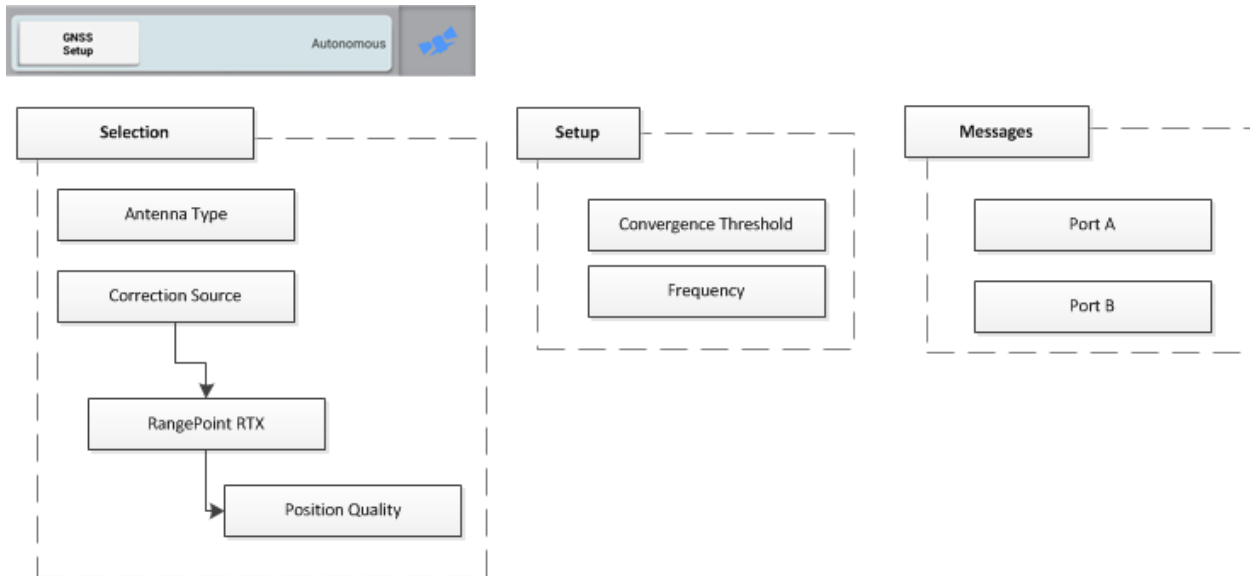 GNSS
Setup
Autonomous
Selection
Antenna Type
Correction Source
RangePoint RTX
Position Quality
Setup
Convergence Threshold
Frequency
Messages
Port A
Port B